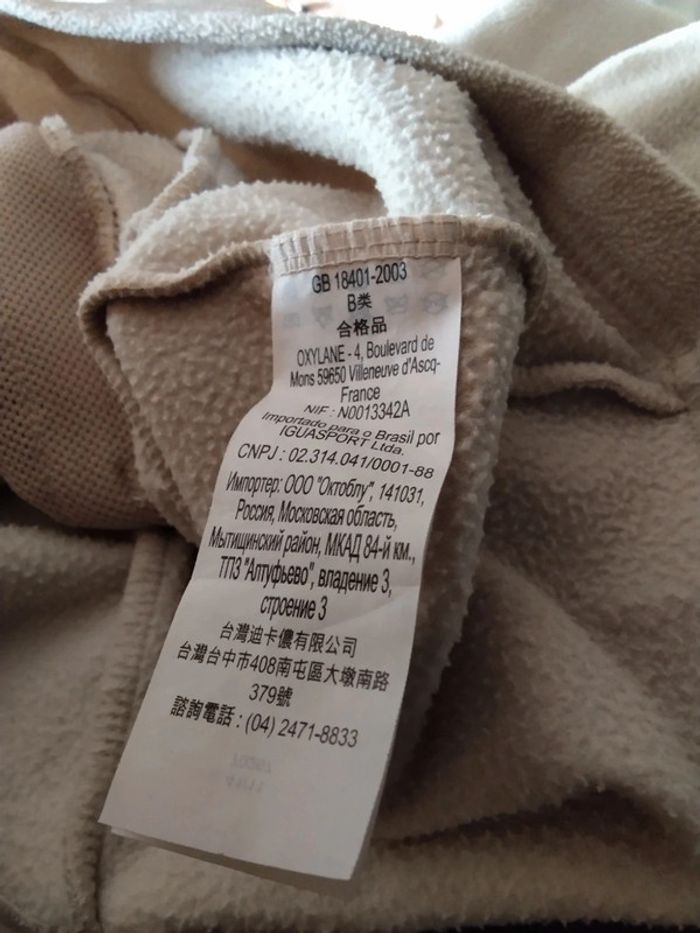 GB 18401-2003
B类
合格品
OXYLANE - 4, Boulevard de
Mons 59650 Villeneuve d'Ascq-
France
NIF : N0013342A
Importado para o Brasil por
IGUASPORT Ltda.
CNPJ : 02.314.041/0001-88
Импортер: ООО "Октоблу", 141031,
Россия, Московская область,
Мытищинский район, МКАД 84-й км.,
ТПЗ "Алтуфьево", владение 3,
строение 3
台灣迪卡儂有限公司
台灣台中市408南屯區大墩南路
379號
諮詢電話 : (04) 2471-8833